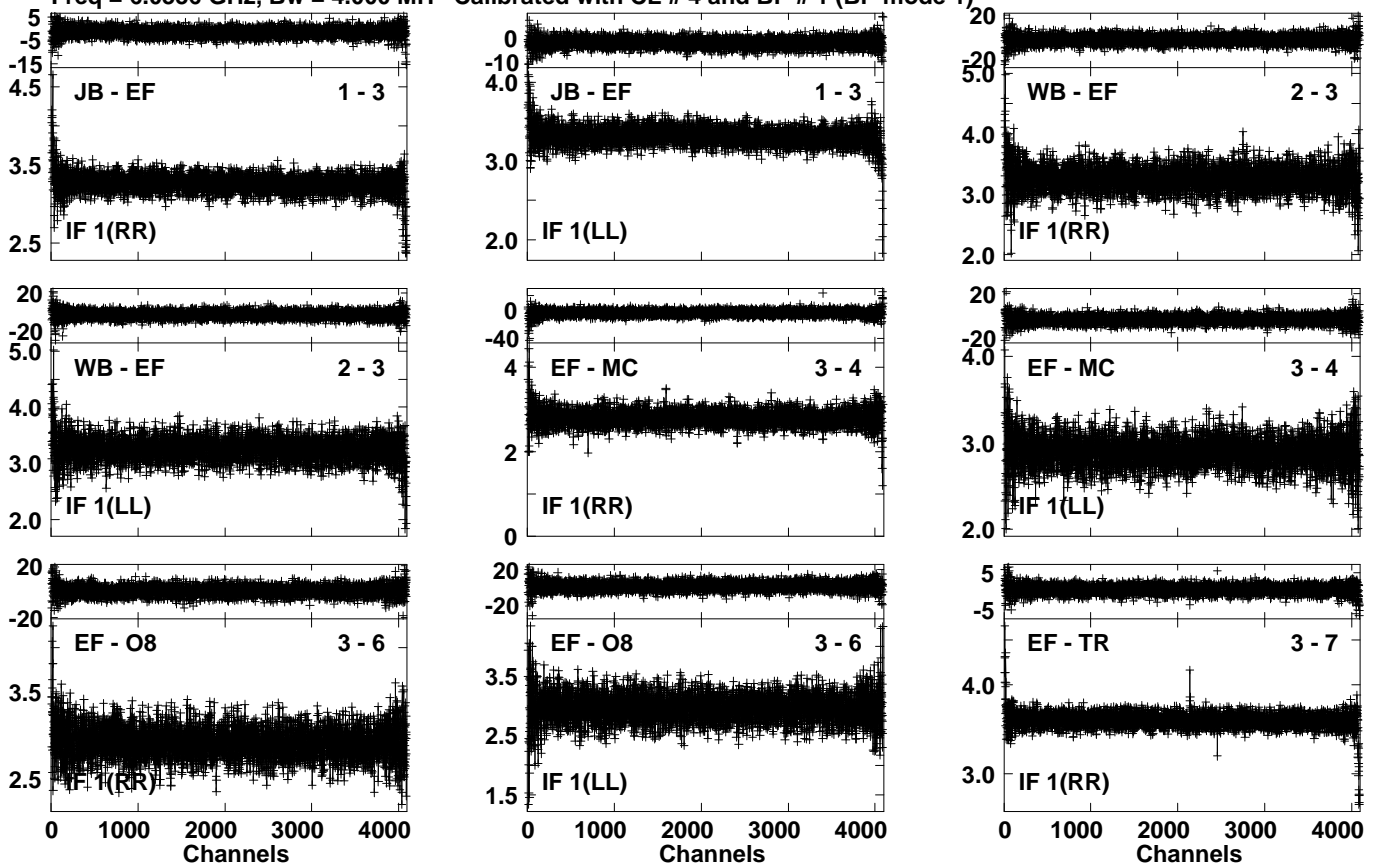 Freq = GHz, Bw = 4.000 MH Calibrated with CL # 4 and BP # 1 (BP mode 1)
5
-5
-15
4.5
JB - EF 1 - 3
3.5
2.5
IF 1(RR)
0
-10
4.0
JB - EF 1 - 3
3.0
2.0
IF 1(LL)
20
-20
5.0
WB - EF 2 - 3
4.0
3.0
2.0
IF 1(RR)
20
-20
5.0
WB - EF 2 - 3
4.0
3.0
2.0
IF 1(LL)
0
-40
4
EF - MC 3 - 4
2
0
IF 1(RR)
20
-20
4.0
EF - MC 3 - 4
3.0
2.0
IF 1(LL)
20
-20
EF - O8 3 - 6
3.5
2.5
IF 1(RR)
0 1000 2000 3000 4000
Channels
20
-20
EF - O8 3 - 6
3.5
2.5
1.5
IF 1(LL)
0 1000 2000 3000 4000
Channels
5
-5
EF - TR 3 - 7
4.0
3.0
IF 1(RR)
0 1000 2000 3000 4000
Channels